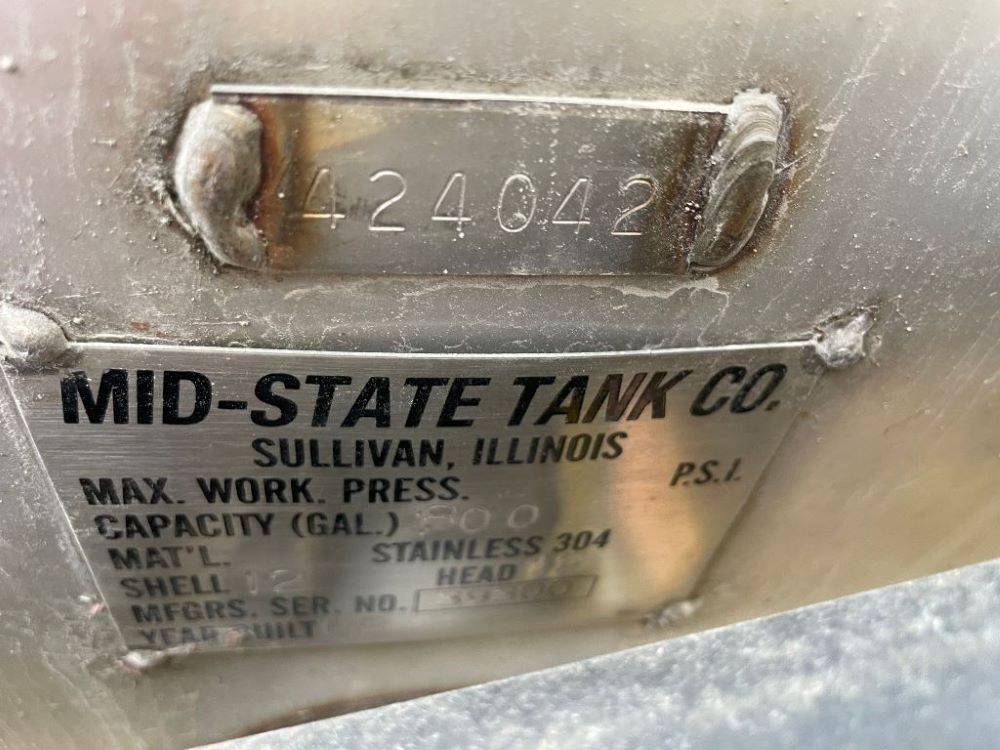 424042
MID-STATE TANK CO.
SULLIVAN, ILLINOIS
MAX. WORK. PRESS. P.S.I.
CAPACITY (GAL.) 800
MAT'L. STAINLESS 304
SHELL 12 HEAD
MFGRS. SER. NO.
YEAR BUILT